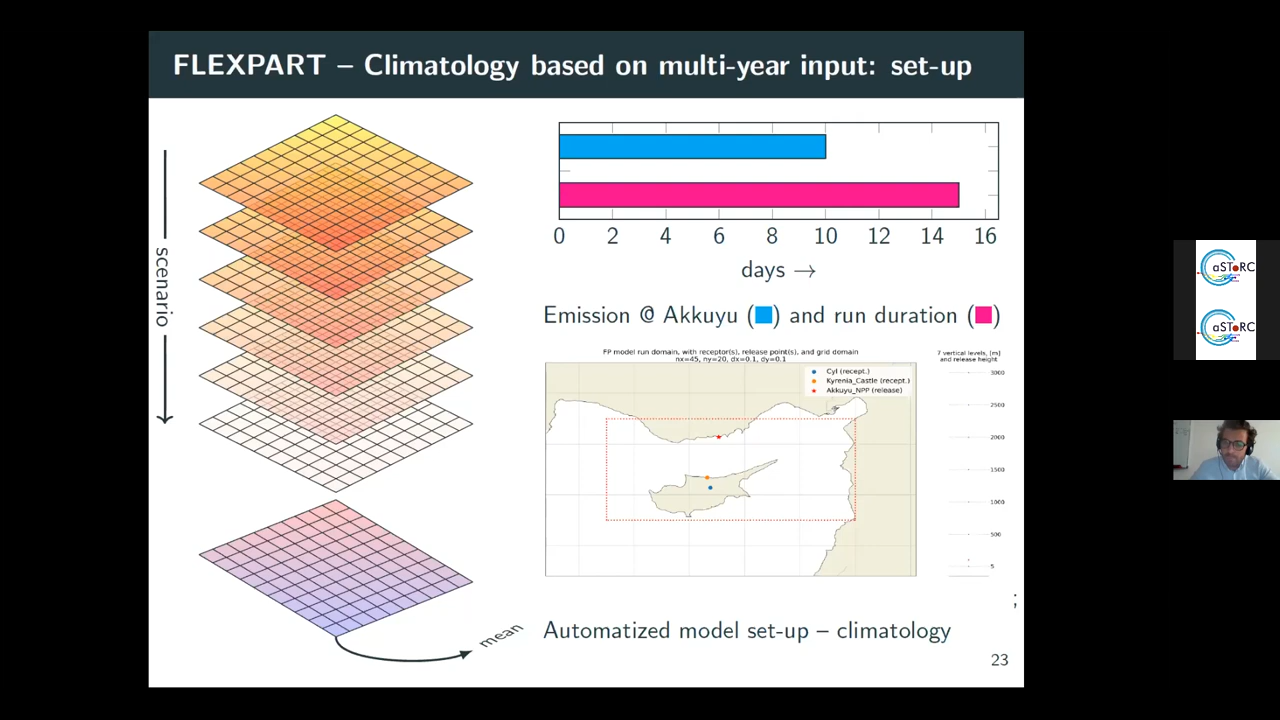 FLEXPART – Climatology based on multi-year input: set-up
scenario
mean
0 2 4 6 8 10 12 14 16
days →
Emission @ Akkuyu ( ) and run duration ( )
FP model run domain, with receptor(s), release point(s), and grid domain
nx=45, ny=20, dx=0.1, dy=0.1
CyI (recept.)
Kyrenia_Castle (recept.)
Akkuyu_NPP (release)
7 vertical levels, [m]
and release height
3000
2500
2000
1500
1000
500
5
;
Automatized model set-up – climatology
23
aSToRC
aSToRC